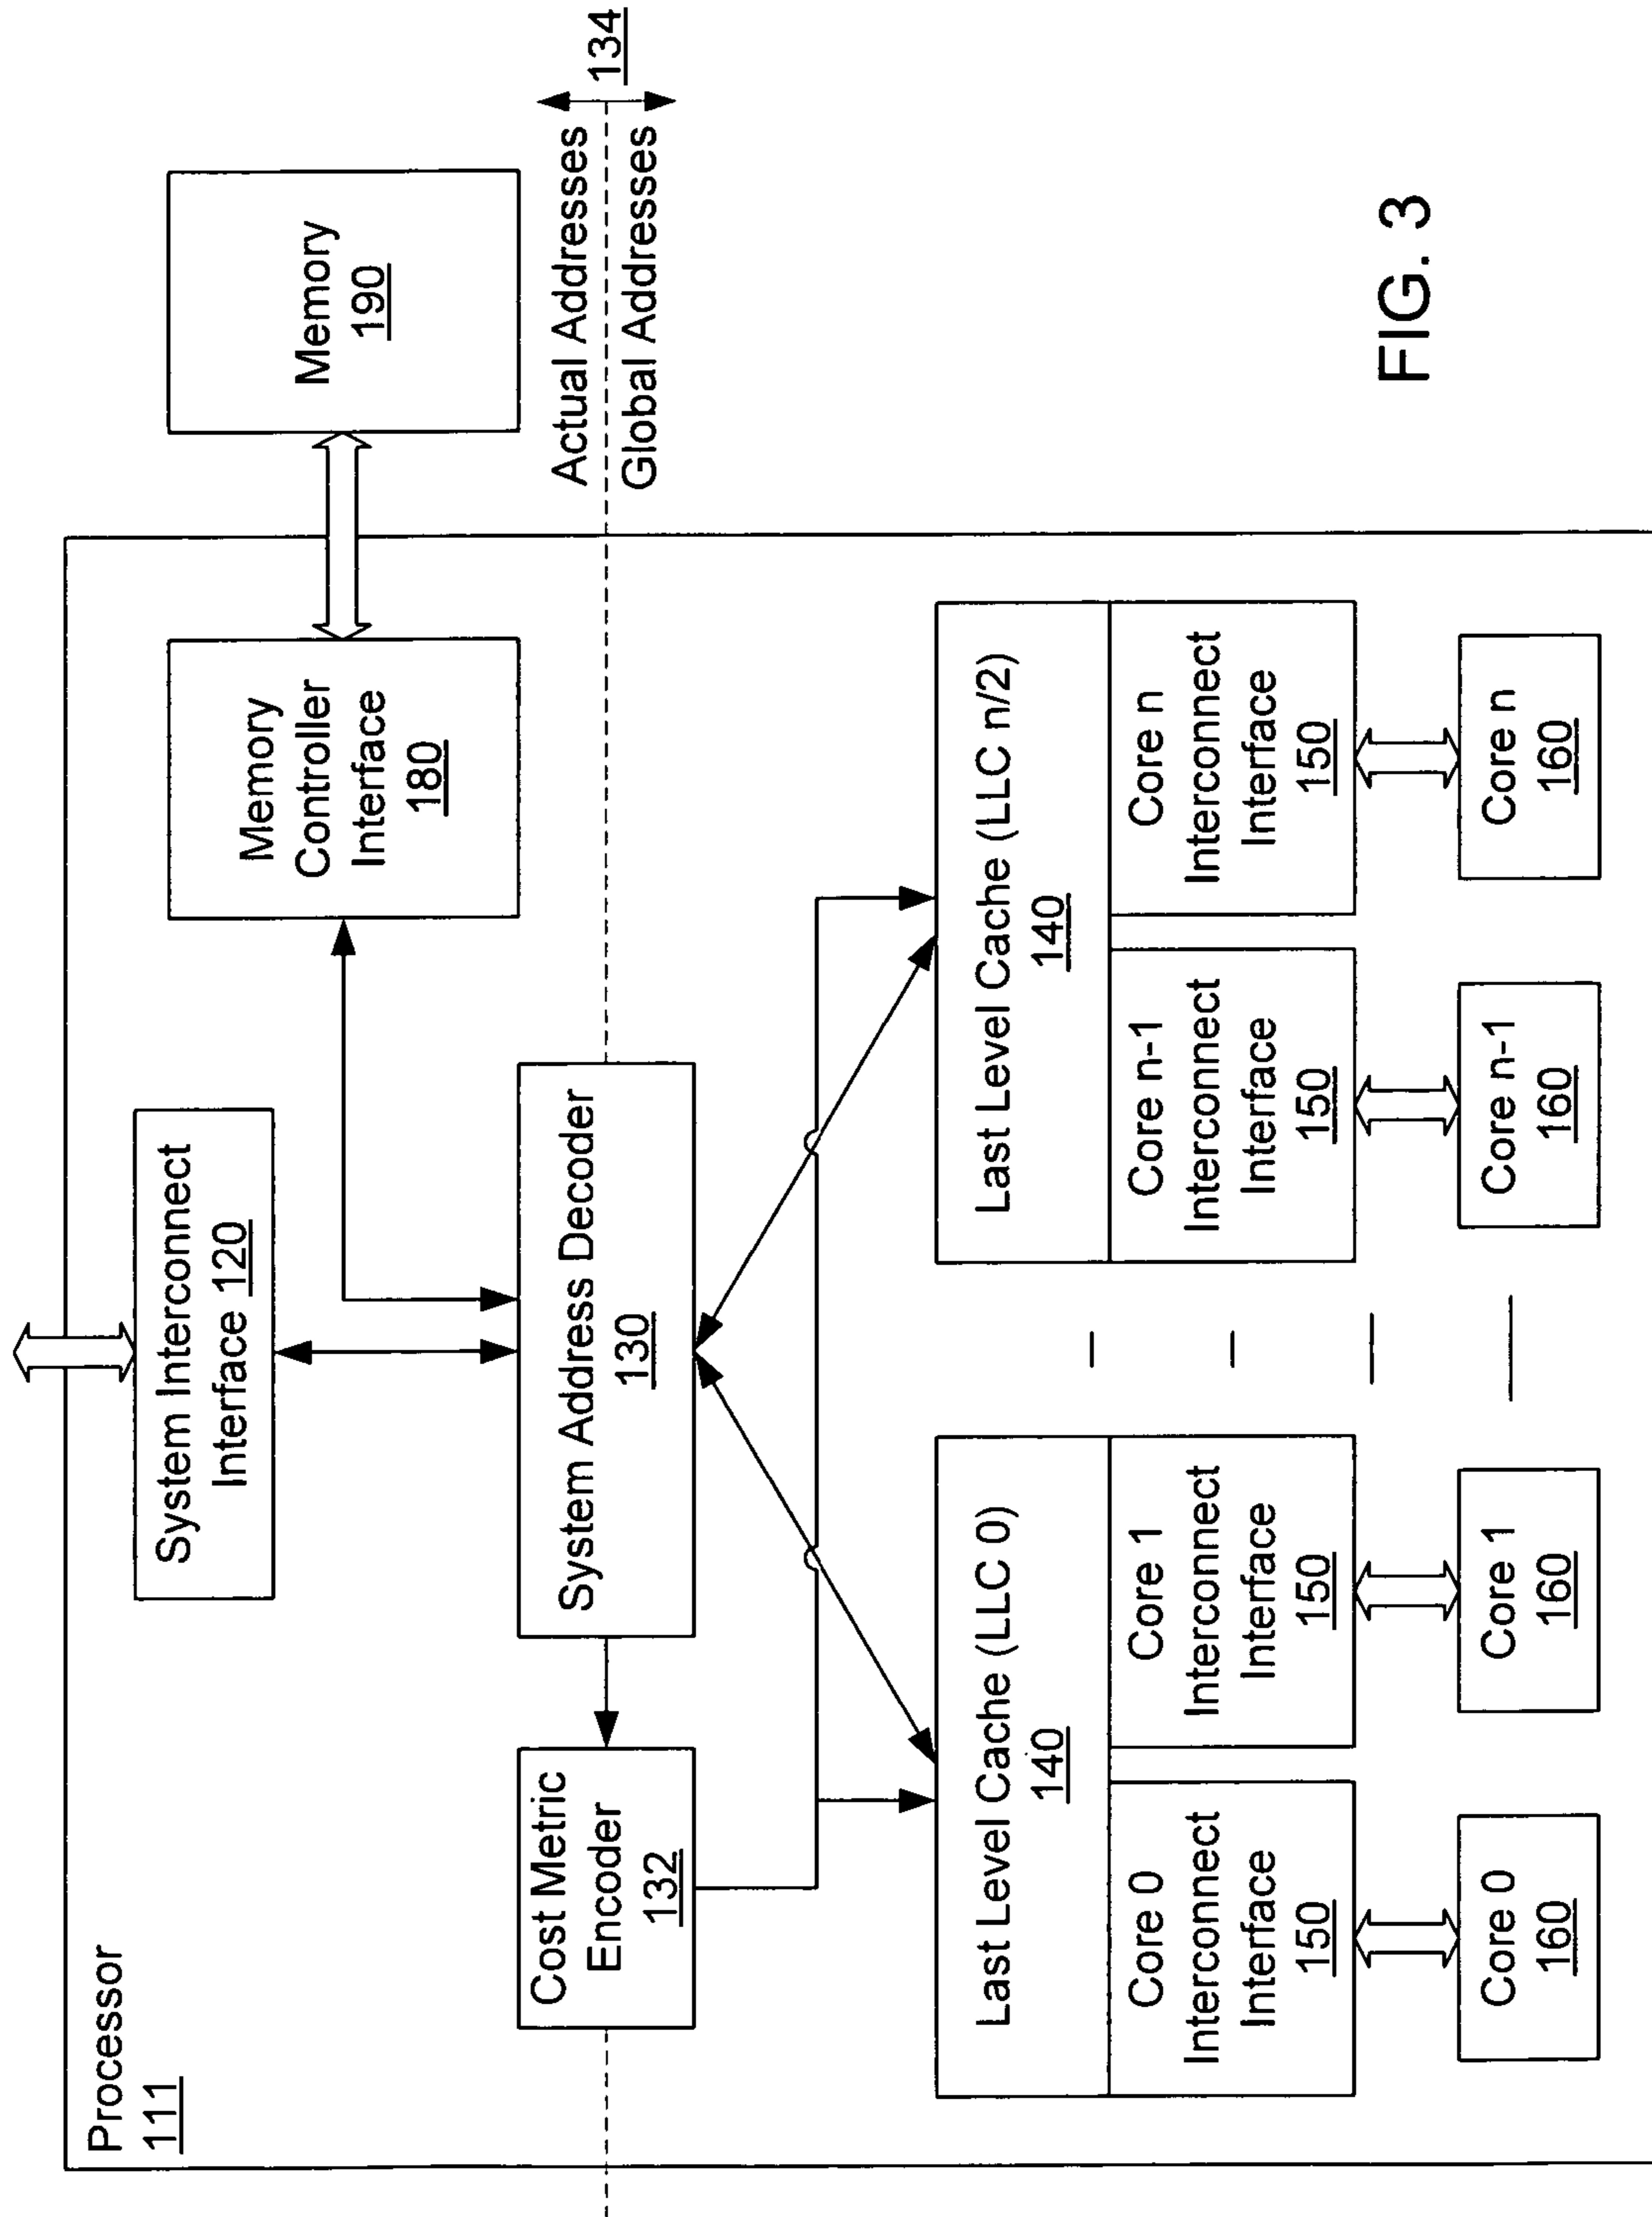 Processor
111
System Interconnect
Interface 120
Memory
Controller
Interface
180
Memory
190
Cost Metric
Encoder
132
System Address Decoder
130
Actual Addresses
Global Addresses
134
Last Level Cache (LLC 0)
140
Core 0
Interconnect
Interface
150
Core 1
Interconnect
Interface
150
Last Level Cache (LLC n/2)
140
Core n-1
Interconnect
Interface
150
Core n
Interconnect
Interface
150
Core 0
160
Core 1
160
Core n-1
160
Core n
160
FIG. 3